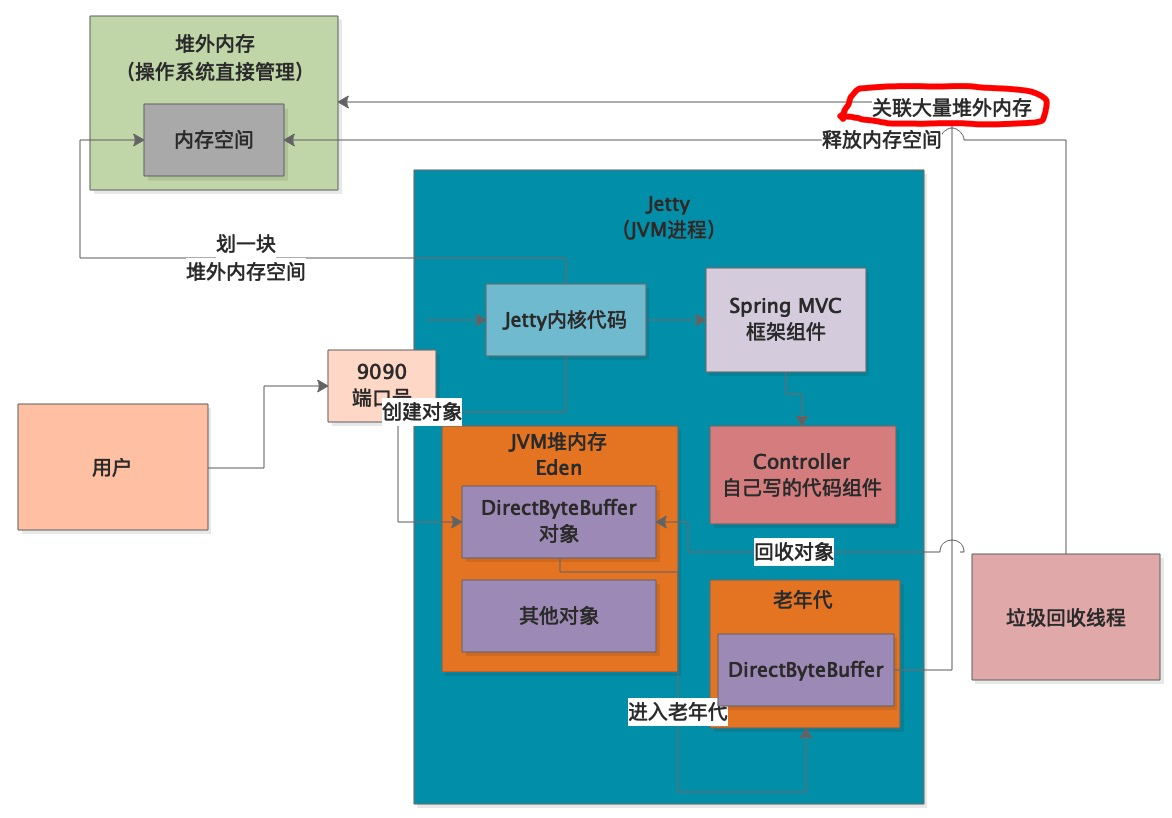 堆外内存
（操作系统直接管理）
内存空间
关联大量堆外内存
释放内存空间
划一块
堆外内存空间
Jetty
（JVM进程）
Jetty内核代码
Spring MVC
框架组件
9090
端口号
创建对象
用户
JVM堆内存
Eden
DirectByteBuffer
对象
其他对象
Controller
自己写的代码组件
回收对象
老年代
DirectByteBuffer
进入老年代
垃圾回收线程